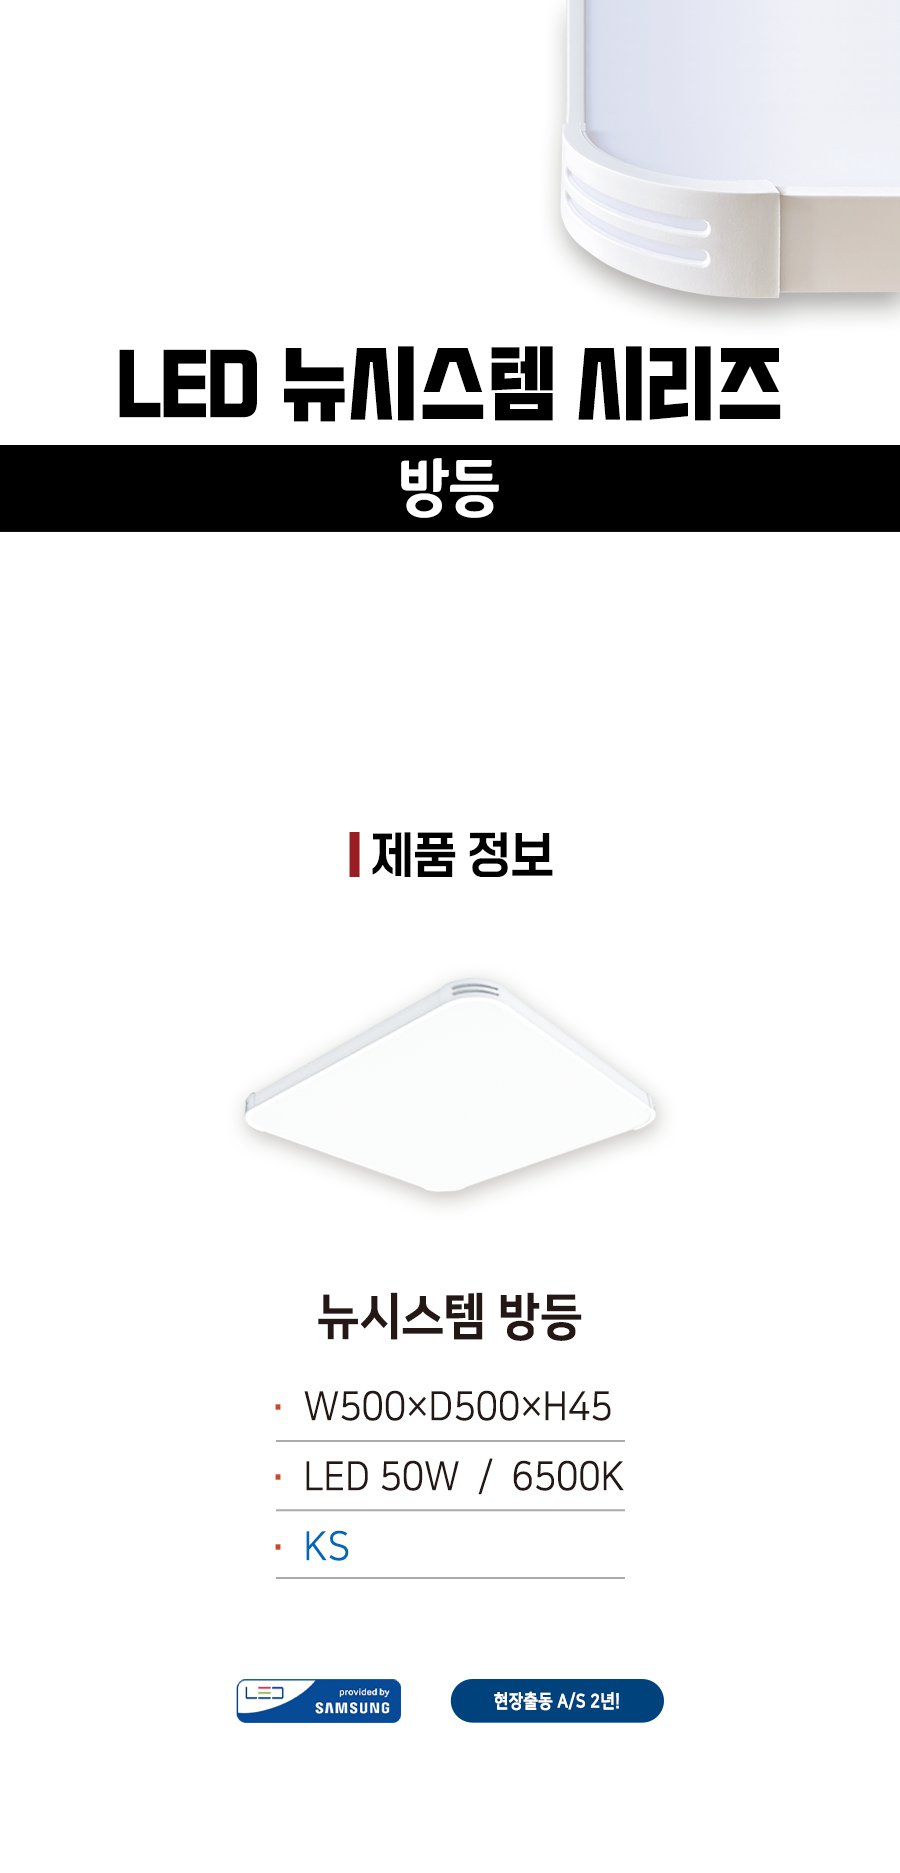 LED 뉴시스템 시리즈
방등
제품 정보
뉴시스템 방등
· W500×D500×H45
· LED 50W / 6500K
· KS
LED provided by
SAMSUNG
현장출동 A/S 2년!